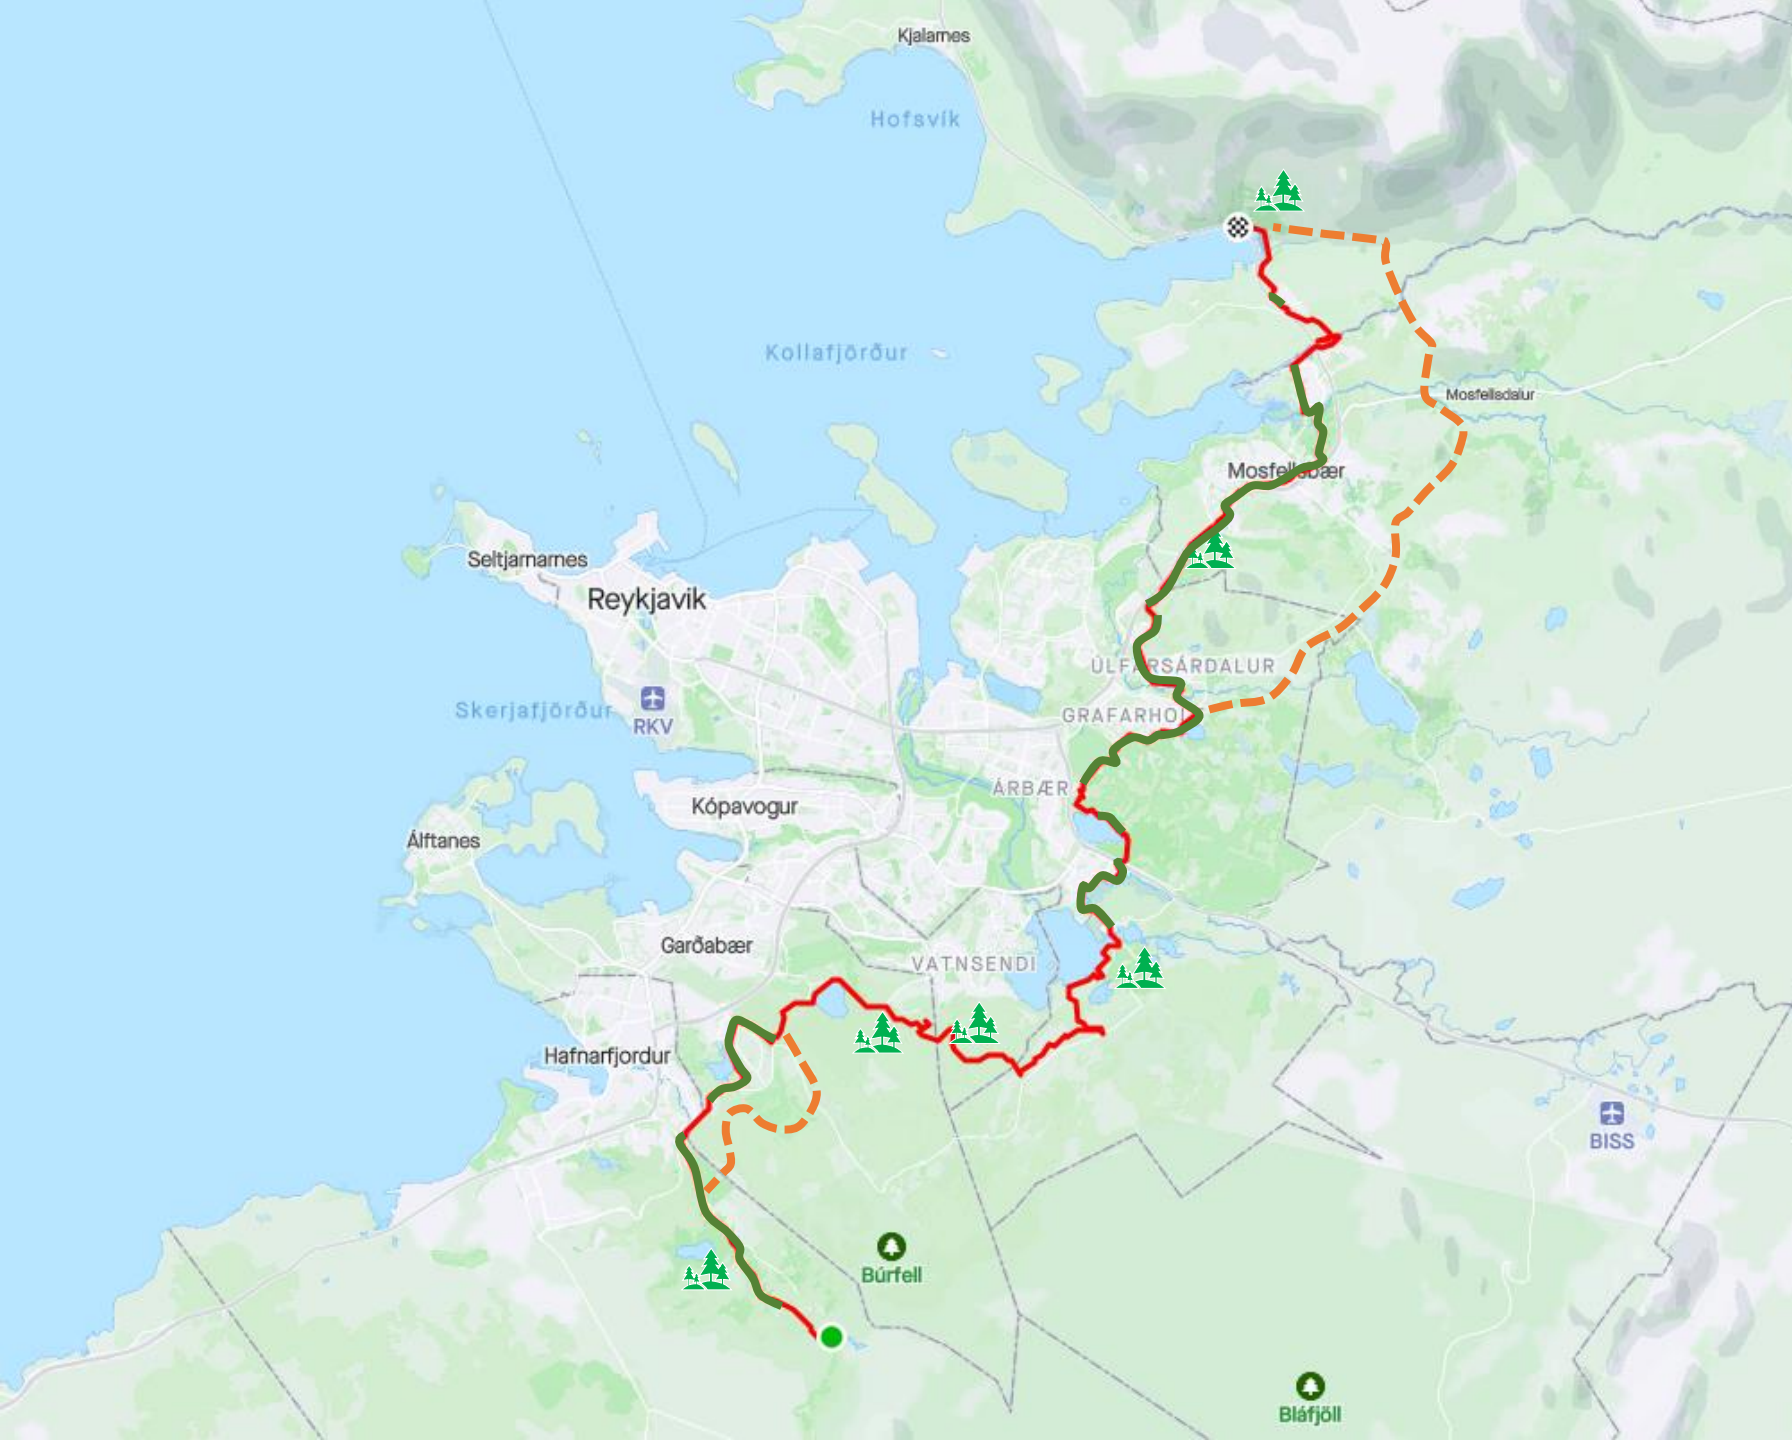 Kjalarnes
Hofsvík
Kollafjörður
Mosfellsdalur
Mosfellsbær
Seltjarnarnes
Reykjavik
ÚLFARSÁRDALUR
Skerjafjörður
RKV
GRAFARHOL
ÁRBÆR
Kópavogur
Álftanes
Garðabær
VATNSENDI
Hafnarfjordur
BISS
Búrfell
Bláfjöll